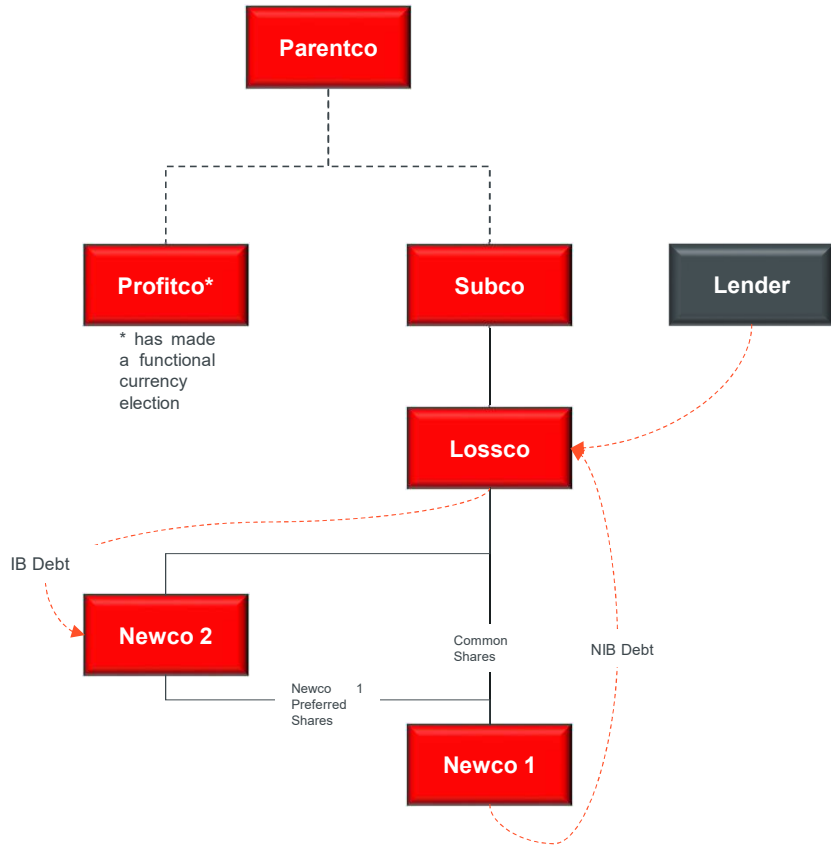 Parentco
Profitco*
Subco
Lender
* has made
a functional
currency
election
Lossco
IB Debt
Newco 2
Common
Shares
NIB Debt
Newco 1
Preferred
Shares
Newco 1